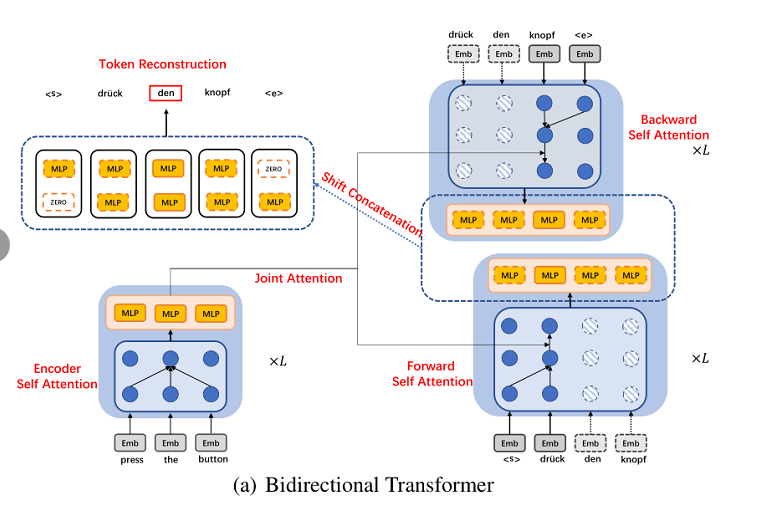 drück den knopf <e>
Emb Emb Emb Emb
Token Reconstruction
<s> drück den knopf <e>
Backward
Self Attention
×L
MLP MLP MLP MLP ZERO
ZERO MLP MLP MLP MLP
Shift Concatenation
MLP MLP MLP MLP
MLP MLP MLP MLP
Joint Attention
MLP MLP MLP
Encoder
Self Attention
×L
Forward
Self Attention
×L
Emb Emb Emb
press the button
Emb Emb Emb Emb
<s> drück den knopf
(a) Bidirectional Transformer